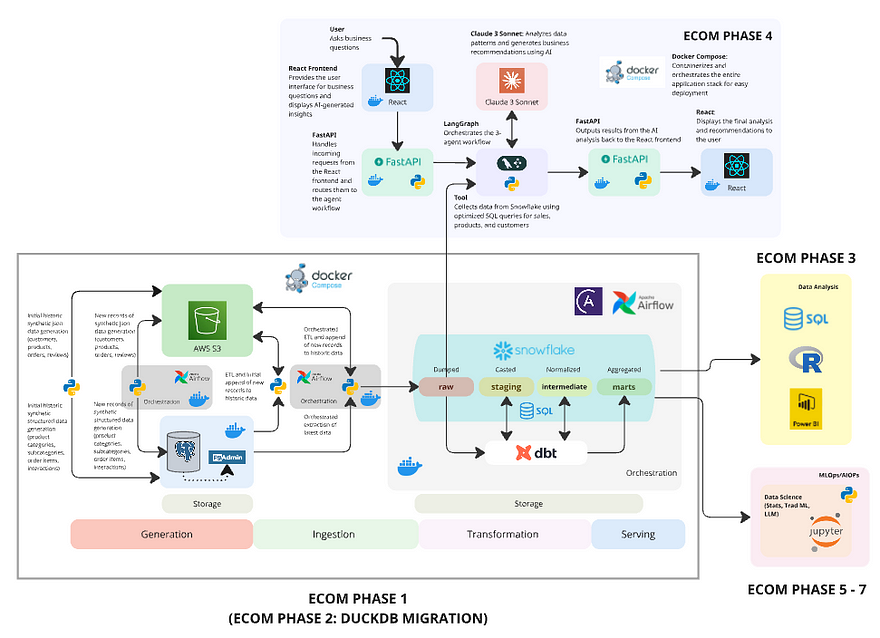 ECOM PHASE 4
User
Asks business
questions
Claude 3 Sonnet: Analyzes data
patterns and generates business
recommendations using AI
docker
Compose
Docker Compose:
Containerizes and
orchestrates the entire
application stack for easy
deployment
React Frontend
Provides the user
interface for business
questions and
displays AI-generated
insights
React
Claude 3 Sonnet
FastAPI
Handles
incoming
requests from
the React
frontend and
routes them to
the agent
workflow
FastAPI
LangGraph
Orchestrates the 3-
agent workflow
FastAPI
Outputs results from the AI
analysis back to the React frontend
React:
Displays the final analysis
and recommendations to
the user
FastAPI
React
Tool
Collects data from Snowflake using
optimized SQL queries for sales,
products, and customers
docker
Compose
Initial historic
synthetic json
data generation
(customers,
products,
orders, reviews)
New records of
synthetic json
data generation
(customers,
products,
orders, reviews)
AWS S3
Orchestrated
ETL and append
of new records
to historic data
ETL and initial
append of new
records to
historic data
Apache
Airflow
Orchestration
Airflow
Orchestration
Orchestrated
extraction of
latest data
Initial historic
synthetic
structured data
generation
(product
categories,
subcategories,
order items,
interactions)
New records of
synthetic
structured data
generation
(product
categories,
subcategories,
order items,
interactions)
PgAdmin
Apache
Airflow
snowflake
Dumped
Casted
Normalized
Aggregated
raw
staging
intermediate
marts
SQL
dbt
Orchestration
Storage
Storage
Generation
Ingestion
Transformation
Serving
ECOM PHASE 3
Data Analysis
SQL
R
Power BI
MLOps/AIOPs
Data Science
(Stats, Trad ML,
LLM)
jupyter
ECOM PHASE 5 - 7
ECOM PHASE 1
(ECOM PHASE 2: DUCKDB MIGRATION)